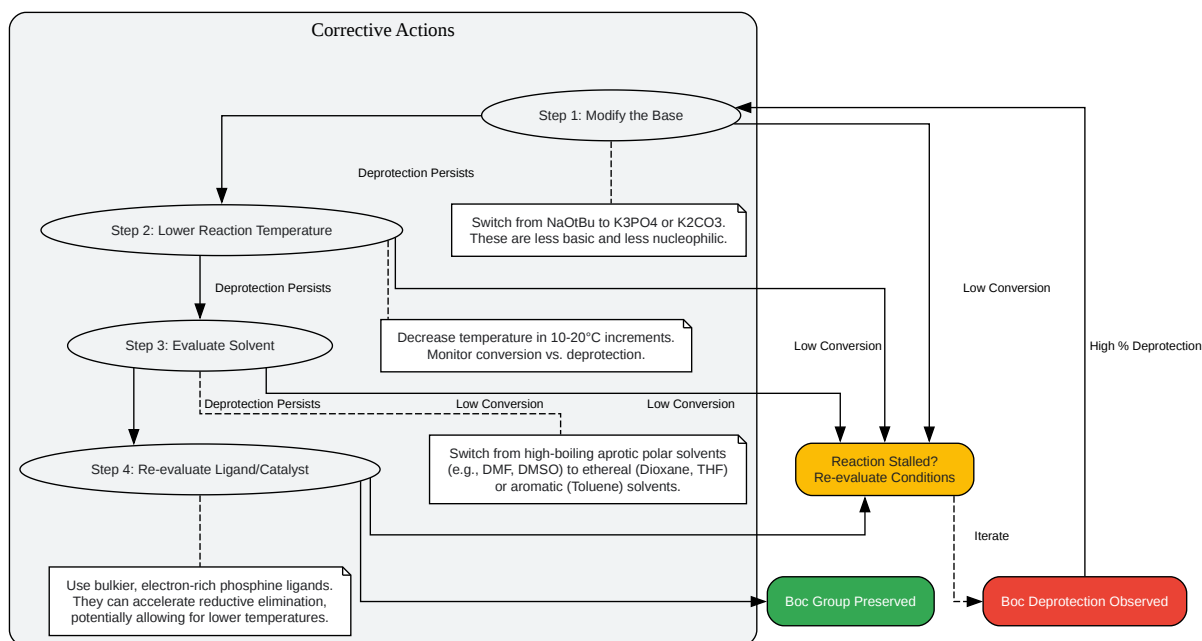 Corrective Actions
Step 1: Modify the Base
Deprotection Persists
Switch from NaOtBu to K3PO4 or K2CO3.
These are less basic and less nucleophilic.
Step 2: Lower Reaction Temperature
Deprotection Persists
Low Conversion
Decrease temperature in 10-20°C increments.
Monitor conversion vs. deprotection.
Step 3: Evaluate Solvent
Low Conversion
High % Deprotection
Deprotection Persists
Low Conversion
Low Conversion
Switch from high-boiling aprotic polar solvents
(e.g., DMF, DMSO) to ethereal (Dioxane, THF)
or aromatic (Toluene) solvents.
Step 4: Re-evaluate Ligand/Catalyst
Reaction Stalled?
Re-evaluate Conditions
Iterate
Use bulkier, electron-rich phosphine ligands.
They can accelerate reductive elimination,
potentially allowing for lower temperatures.
Boc Group Preserved
Boc Deprotection Observed